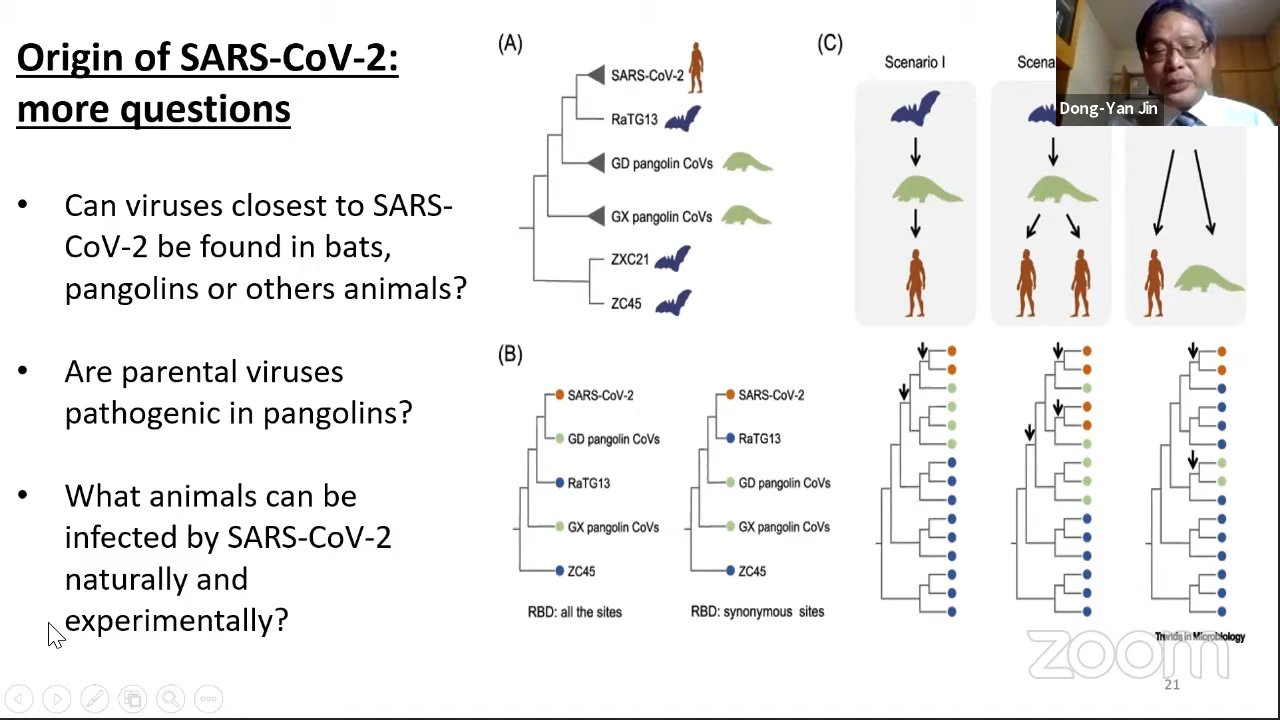 Origin of SARS-CoV-2:
more questions
• Can viruses closest to SARS-
CoV-2 be found in bats,
pangolins or others animals?
• Are parental viruses
pathogenic in pangolins?
• What animals can be
infected by SARS-CoV-2
naturally and
experimentally?
(A)
SARS-CoV-2
RaTG13
GD pangolin CoVs
GX pangolin CoVs
ZXC21
ZC45
(B)
SARS-CoV-2
GD pangolin CoVs
RaTG13
GX pangolin CoVs
ZC45
RBD: all the sites
SARS-CoV-2
RaTG13
GD pangolin CoVs
GX pangolin CoVs
ZC45
RBD: synonymous sites
(C)
Scenario I
Dong-Yan Jin
Trends in Microbiology
zoom
21